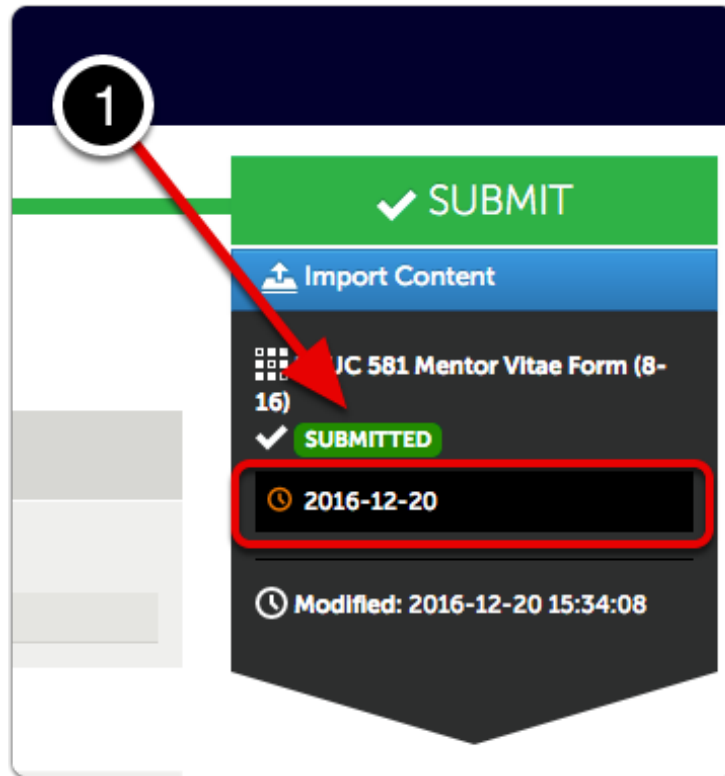 1
SUBMIT
Import Content
UC 581 Mentor Vitae Form (8-
16)
SUBMITTED
2016-12-20
Modified: 2016-12-20 15:34:08